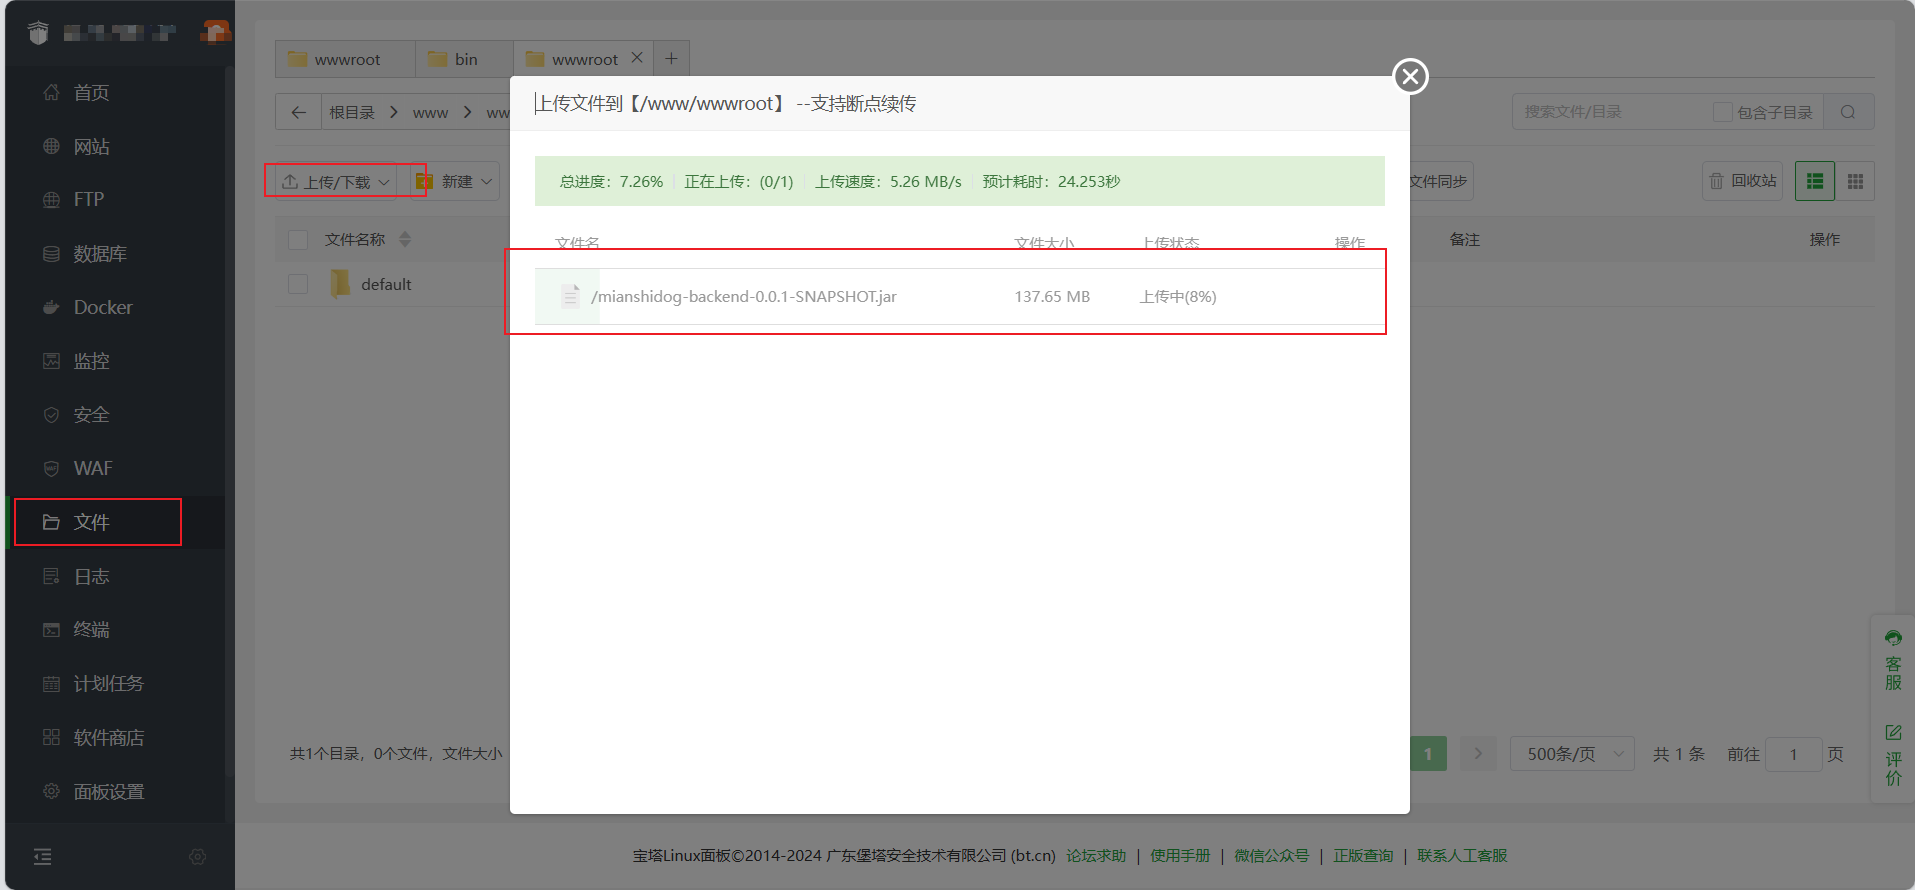 首页
网站
FTP
数据库
Docker
监控
安全
WAF
文件
日志
终端
计划任务
软件商店
面板设置
wwwroot
bin
wwwroot
根目录 www ww
搜索文件/目录
包含子目录
上传/下载
新建
文件同步
回收站
文件名称
备注
操作
default
上传文件到【/www/wwwroot】 --支持断点续传
总进度：7.26% 正在上传：(0/1) 上传速度：5.26 MB/s 预计耗时：24.253秒
文件名 文件大小 上传状态 操作
/mianshidog-backend-0.0.1-SNAPSHOT.jar 137.65 MB 上传中(8%)
共1个目录，0个文件，文件大小
1
500条/页
共 1 条
前往 1 页
客服
评价
宝塔Linux面板©2014-2024 广东堡塔安全技术有限公司 (bt.cn) 论坛求助 | 使用手册 | 微信公众号 | 正版查询 | 联系人工客服